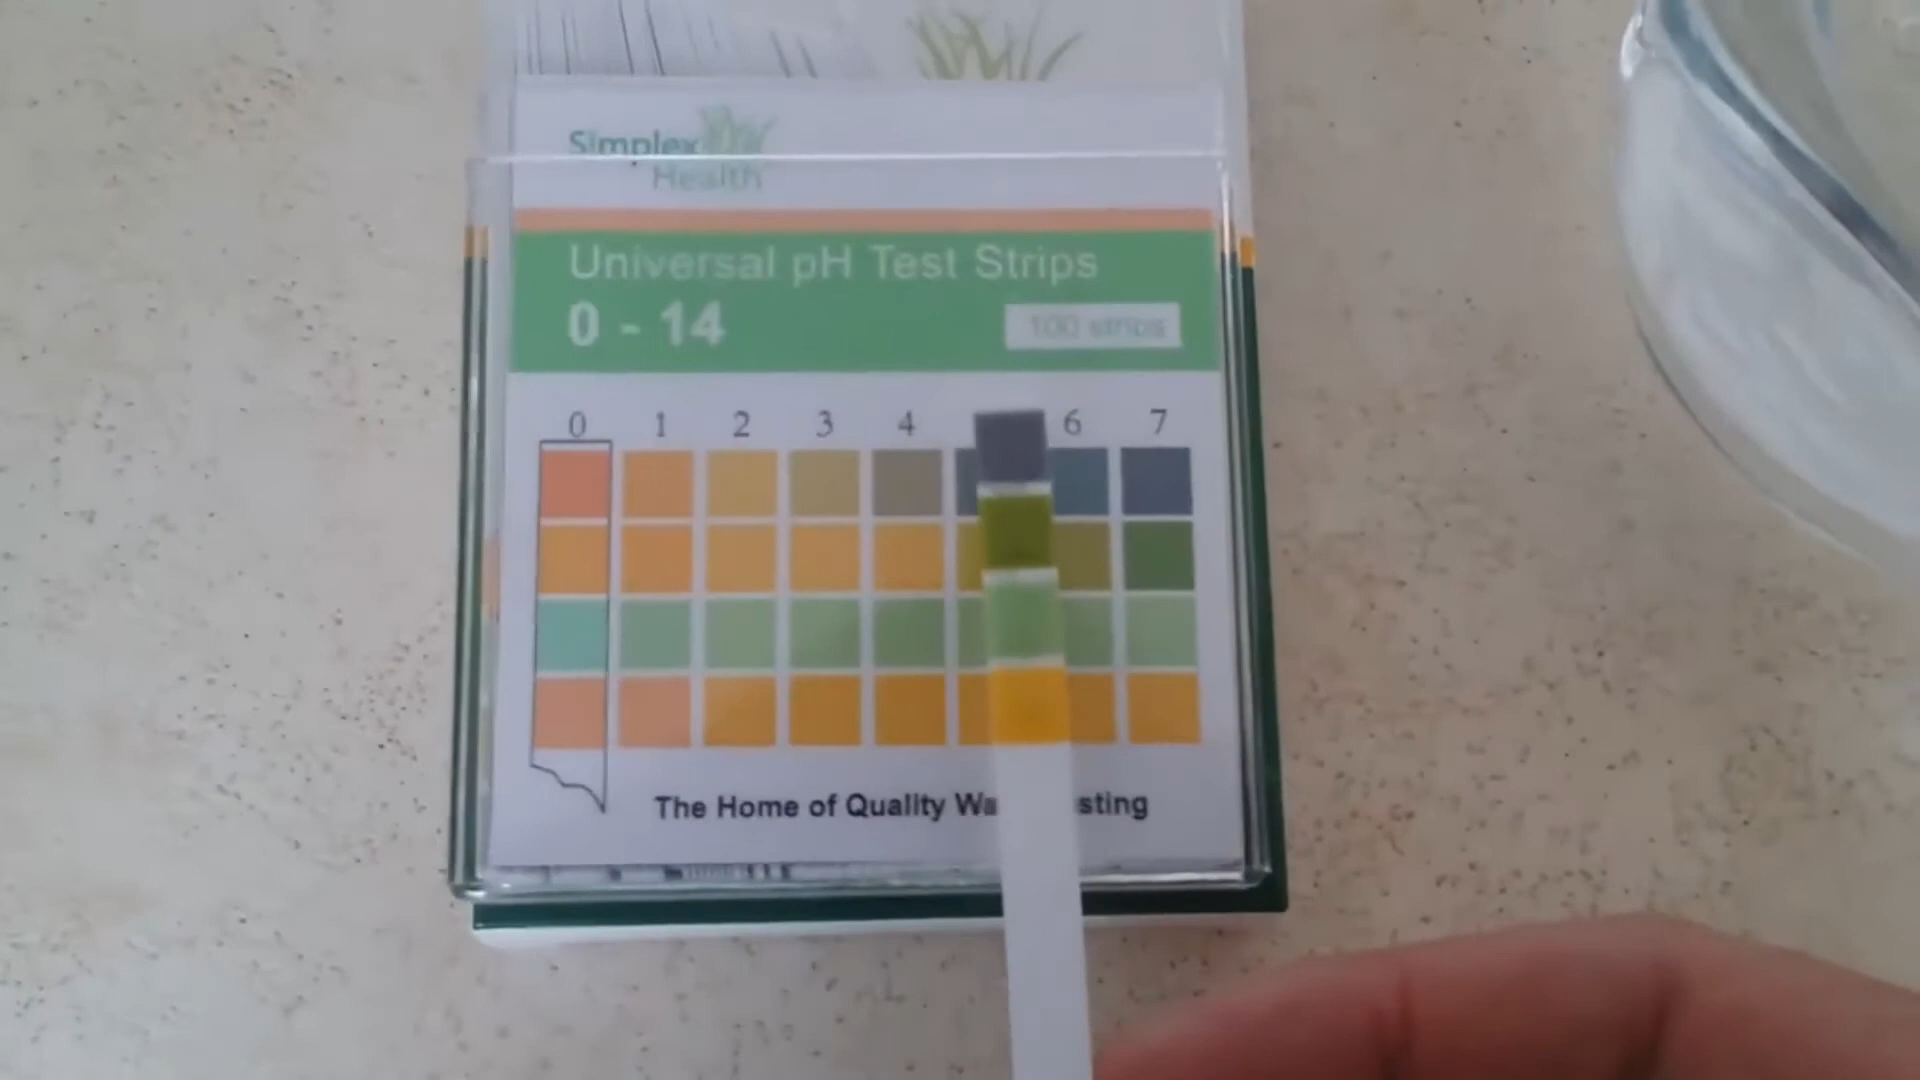 Simplex
Health
Universal pH Test Strips
0 - 14
100 strips
0 1 2 3 4 6 7
The Home of Quality Wa sting